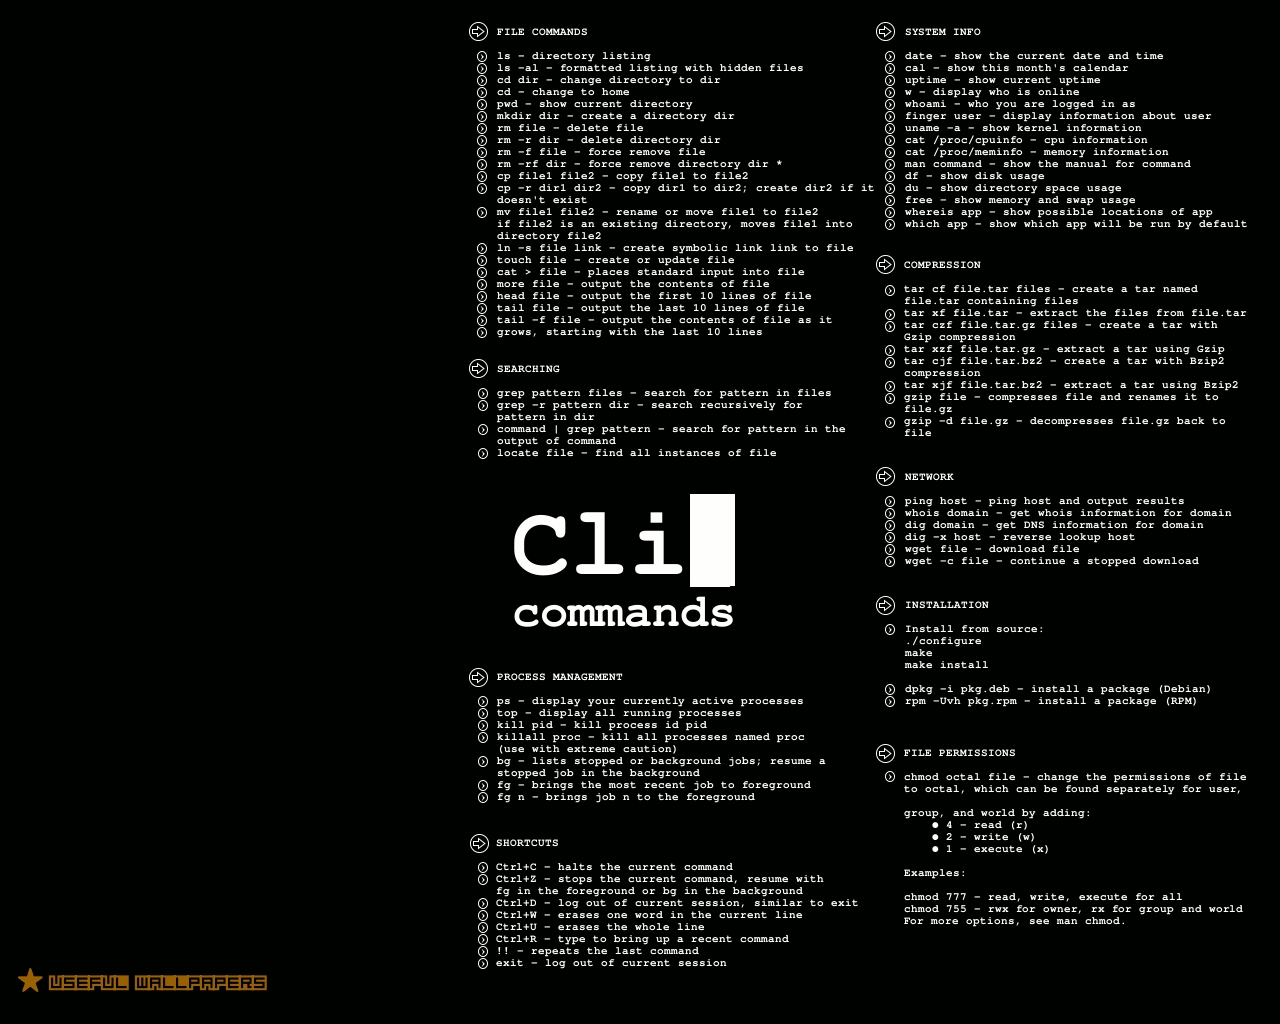 FILE COMMANDS
ls - directory listing
ls -al - formatted listing with hidden files
cd dir - change directory to dir
cd - change to home
pwd - show current directory
mkdir dir - create a directory dir
rm file - delete file
rm -r dir - delete directory dir
rm -f file - force remove file
rm -rf dir - force remove directory dir *
cp file1 file2 - copy file1 to file2
cp -r dir1 dir2 - copy dir1 to dir2; create dir2 if it
doesn't exist
mv file1 file2 - rename or move file1 to file2
if file2 is an existing directory, moves file1 into
directory file2
ln -s file link - create symbolic link link to file
touch file - create or update file
cat > file - places standard input into file
more file - output the contents of file
head file - output the first 10 lines of file
tail file - output the last 10 lines of file
tail -f file - output the contents of file as it
grows, starting with the last 10 lines
SEARCHING
grep pattern files - search for pattern in files
grep -r pattern dir - search recursively for
pattern in dir
command | grep pattern - search for pattern in the
output of command
locate file - find all instances of file
Cli
commands
PROCESS MANAGEMENT
ps - display your currently active processes
top - display all running processes
kill pid - kill process id pid
killall proc - kill all processes named proc
(use with extreme caution)
bg - lists stopped or background jobs; resume a
stopped job in the background
fg - brings the most recent job to foreground
fg n - brings job n to the foreground
SHORTCUTS
Ctrl+C - halts the current command
Ctrl+Z - stops the current command, resume with
fg in the foreground or bg in the background
Ctrl+D - log out of current session, similar to exit
Ctrl+W - erases one word in the current line
Ctrl+U - erases the whole line
Ctrl+R - type to bring up a recent command
!! - repeats the last command
exit - log out of current session
SYSTEM INFO
date - show the current date and time
cal - show this month's calendar
uptime - show current uptime
w - display who is online
whoami - who you are logged in as
finger user - display information about user
uname -a - show kernel information
cat /proc/cpuinfo - cpu information
cat /proc/meminfo - memory information
man command - show the manual for command
df - show disk usage
du - show directory space usage
free - show memory and swap usage
whereis app - show possible locations of app
which app - show which app will be run by default
COMPRESSION
tar cf file.tar files - create a tar named
file.tar containing files
tar xf file.tar - extract the files from file.tar
tar czf file.tar.gz files - create a tar with
Gzip compression
tar xzf file.tar.gz - extract a tar using Gzip
tar cjf file.tar.bz2 - create a tar with Bzip2
compression
tar xjf file.tar.bz2 - extract a tar using Bzip2
gzip file - compresses file and renames it to
file.gz
gzip -d file.gz - decompresses file.gz back to
file
NETWORK
ping host - ping host and output results
whois domain - get whois information for domain
dig domain - get DNS information for domain
dig -x host - reverse lookup host
wget file - download file
wget -c file - continue a stopped download
INSTALLATION
Install from source:
./configure
make
make install
dpkg -i pkg.deb - install a package (Debian)
rpm -Uvh pkg.rpm - install a package (RPM)
FILE PERMISSIONS
chmod octal file - change the permissions of file
to octal, which can be found separately for user,
group, and world by adding:
● 4 - read (r)
● 2 - write (w)
● 1 - execute (x)
Examples:
chmod 777 - read, write, execute for all
chmod 755 - rwx for owner, rx for group and world
For more options, see man chmod.
USEFUL WALLPAPERS